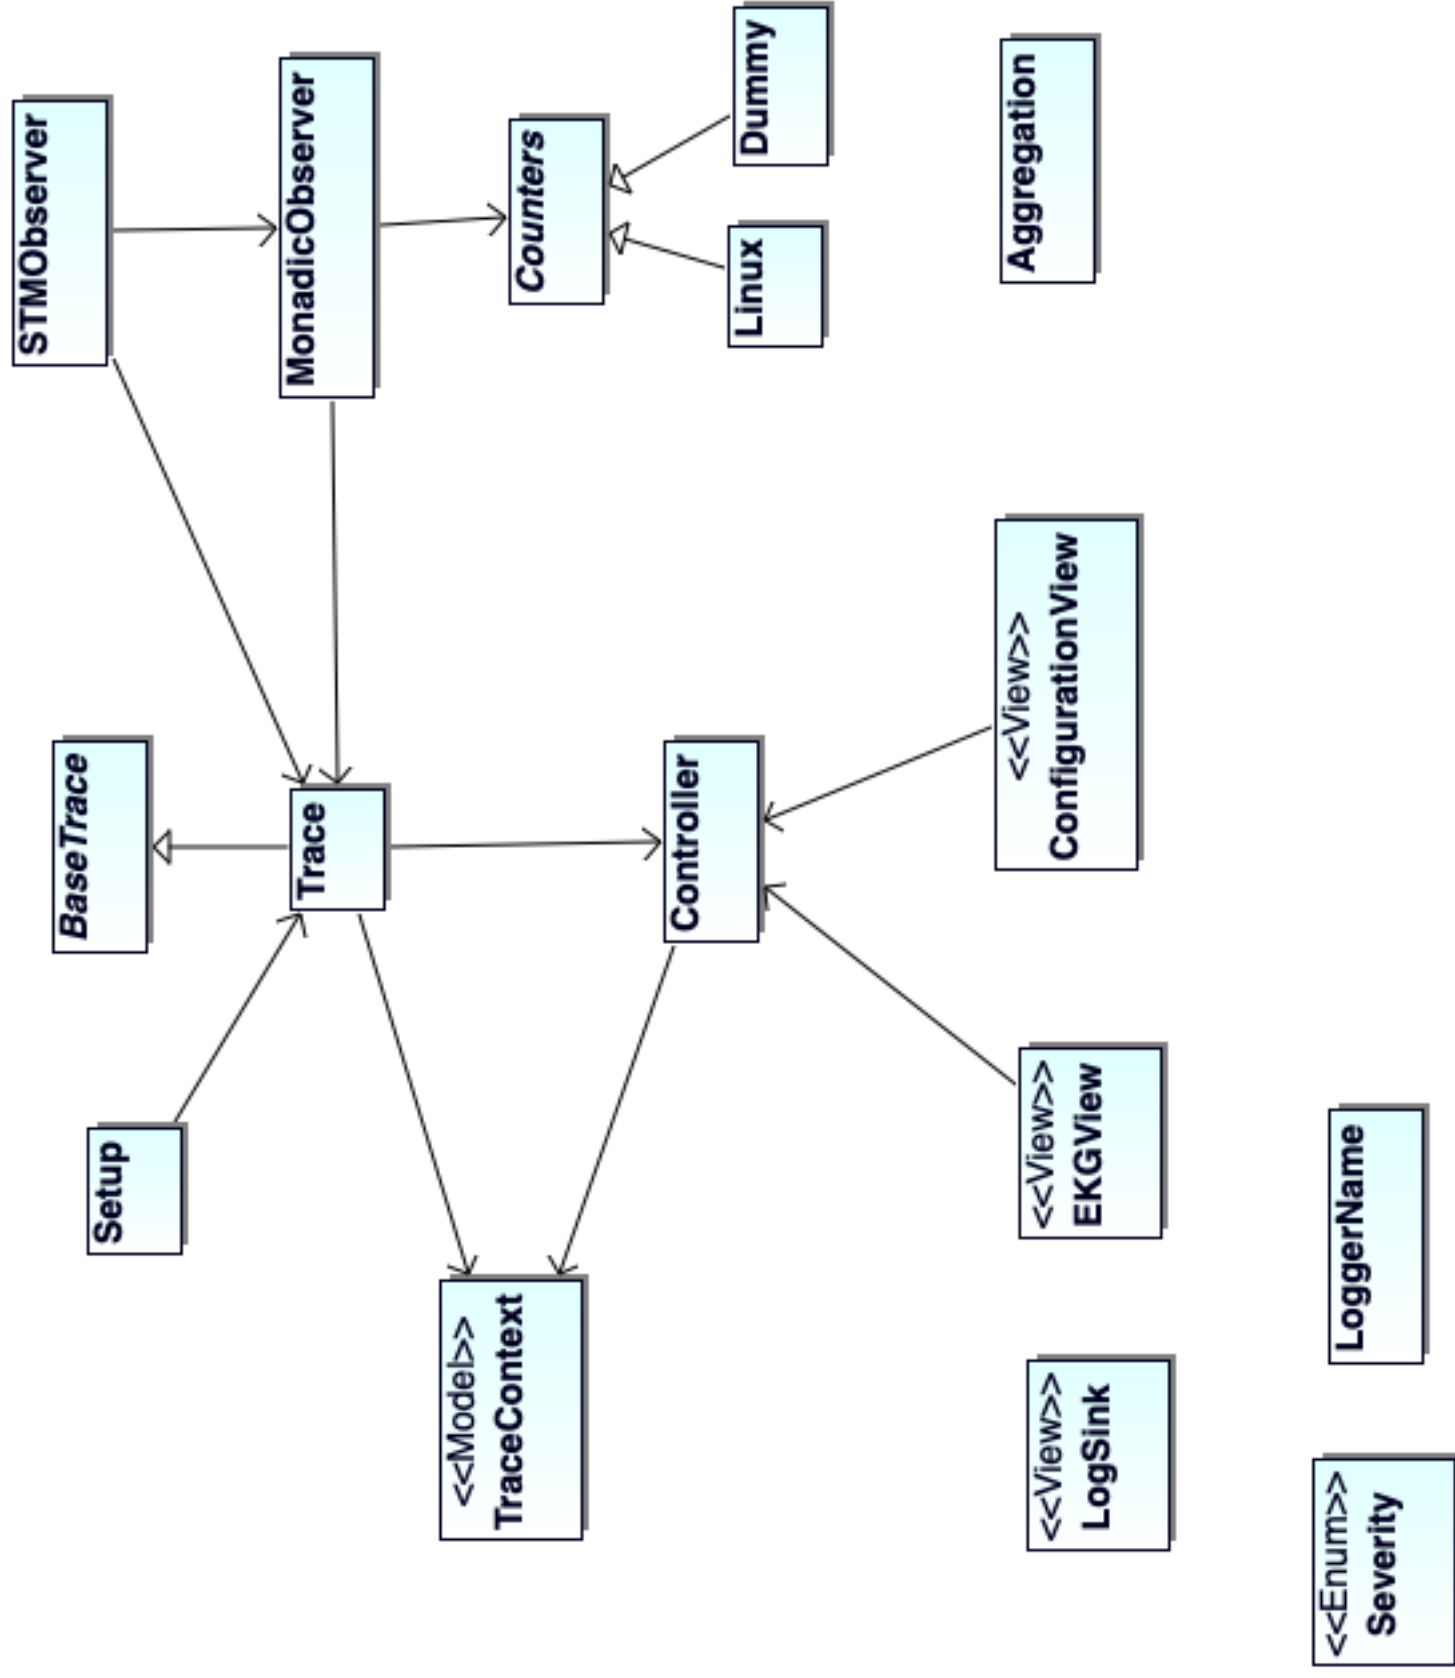 Setup
BaseTrace
STMObserver
Trace
MonadicObserver
<<Model>>
TraceContext
Counters
Controller
Linux
Dummy
<<View>>
LogSink
<<View>>
EKGView
<<View>>
ConfigurationView
Aggregation
<<Enum>>
Severity
LoggerName